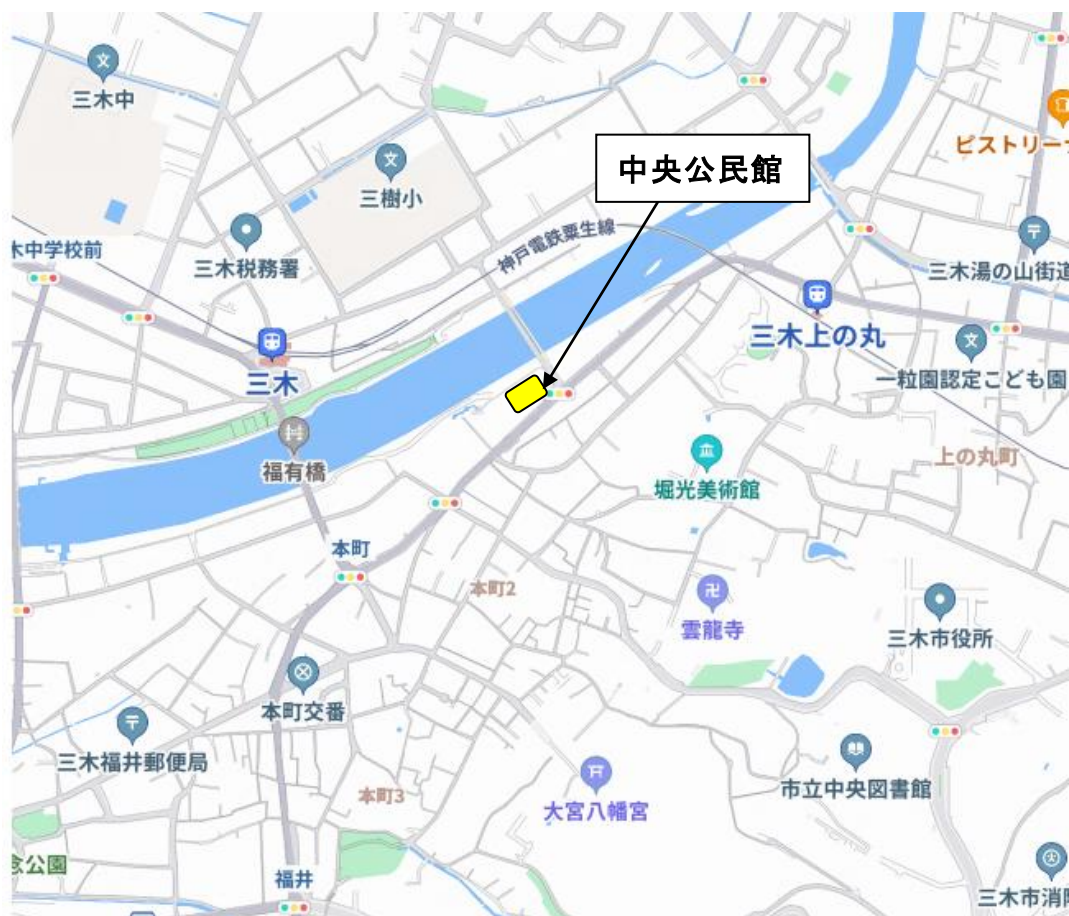 三木中
ビストリーナ
三樹小
中央公民館
木中学校前
三木税務署
神戸電鉄粟生線
三木湯の山街道
三木上の丸
三木
一粒園認定こども園
上の丸町
福有橋
堀光美術館
本町
本町2
雲龍寺
三木市役所
本町交番
三木福井郵便局
市立中央図書館
本町3
大宮八幡宮
念公園
福井
三木市消防